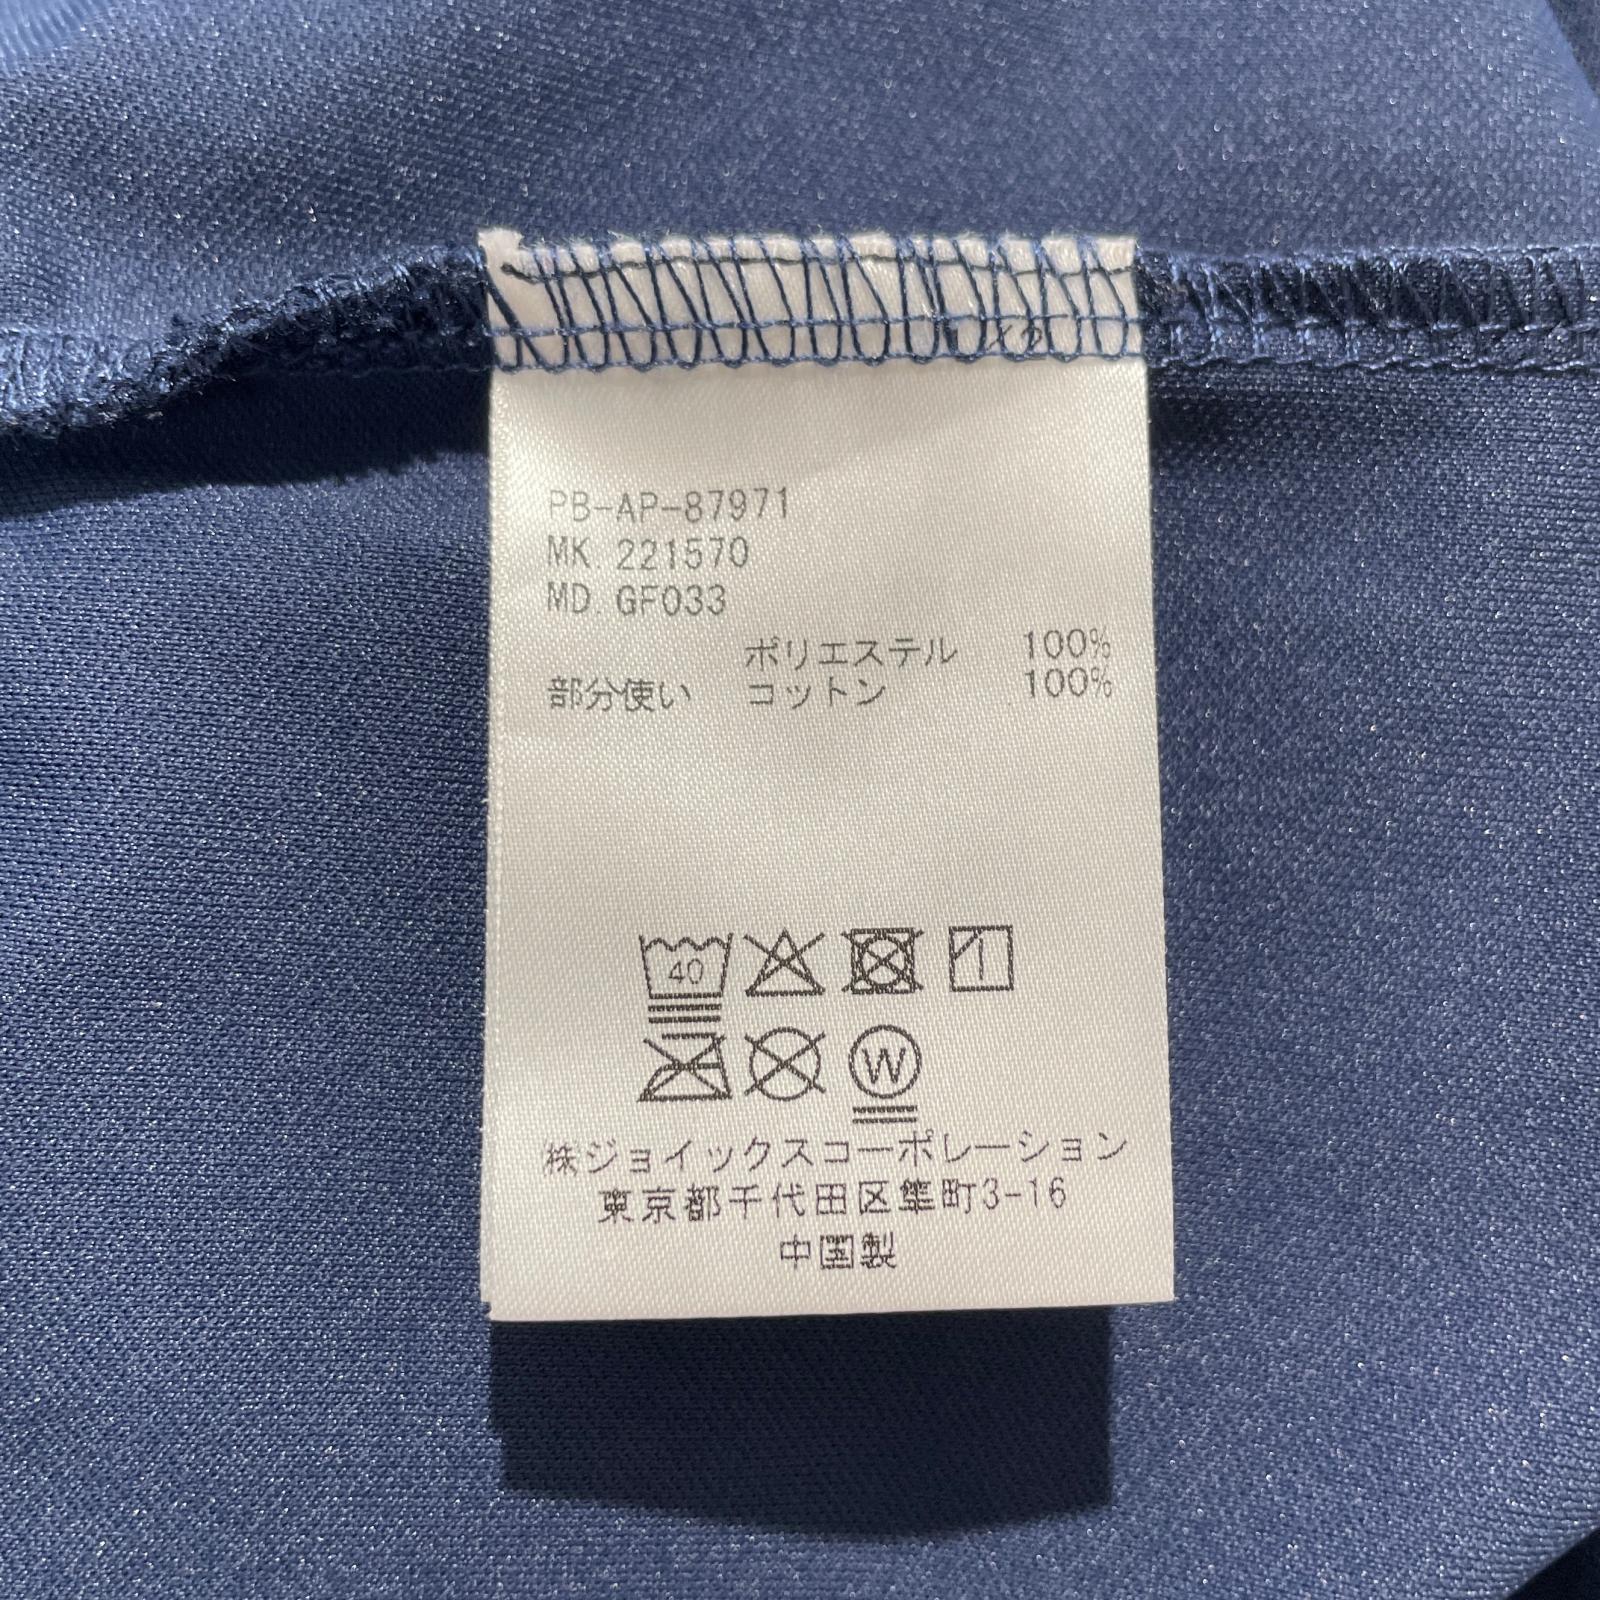 PB-AP-87971
MK. 221570
MD. GF033
ポリエステル 100%
部分使い コットン 100%
40
W
㈱ジョイックスコーポレーション
東京都千代田区隼町3-16
中国製